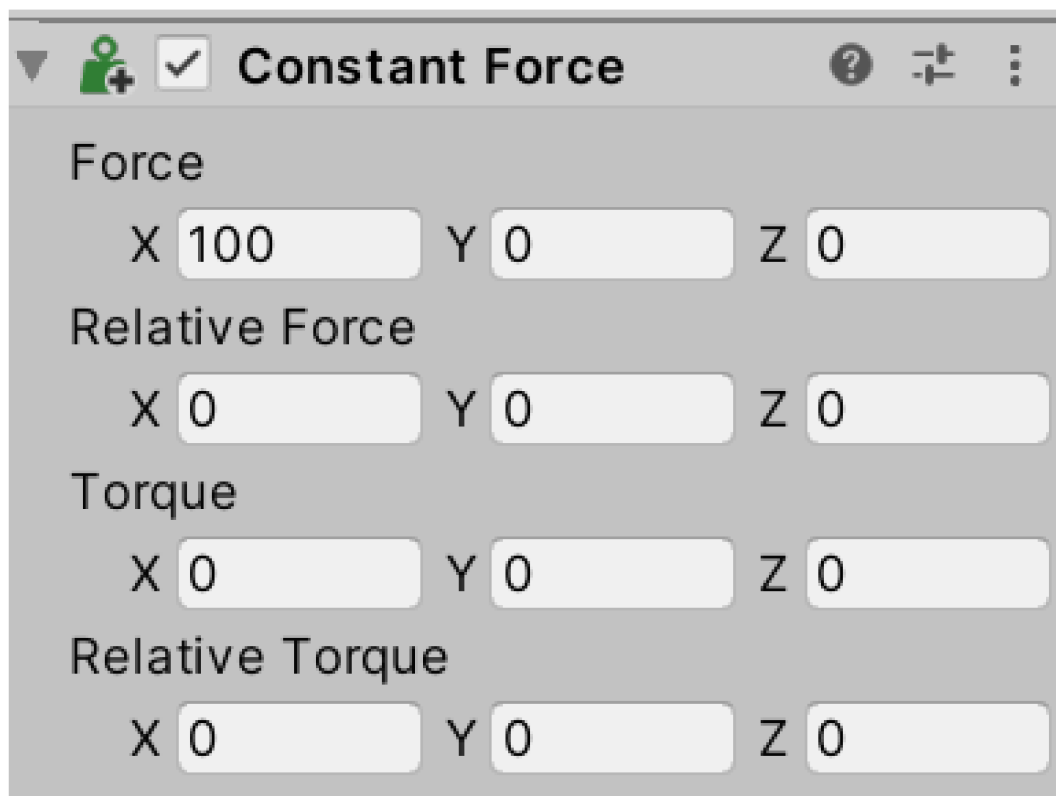 Constant Force
Force
X 100 Y 0 Z 0
Relative Force
X 0 Y 0 Z 0
Torque
X 0 Y 0 Z 0
Relative Torque
X 0 Y 0 Z 0